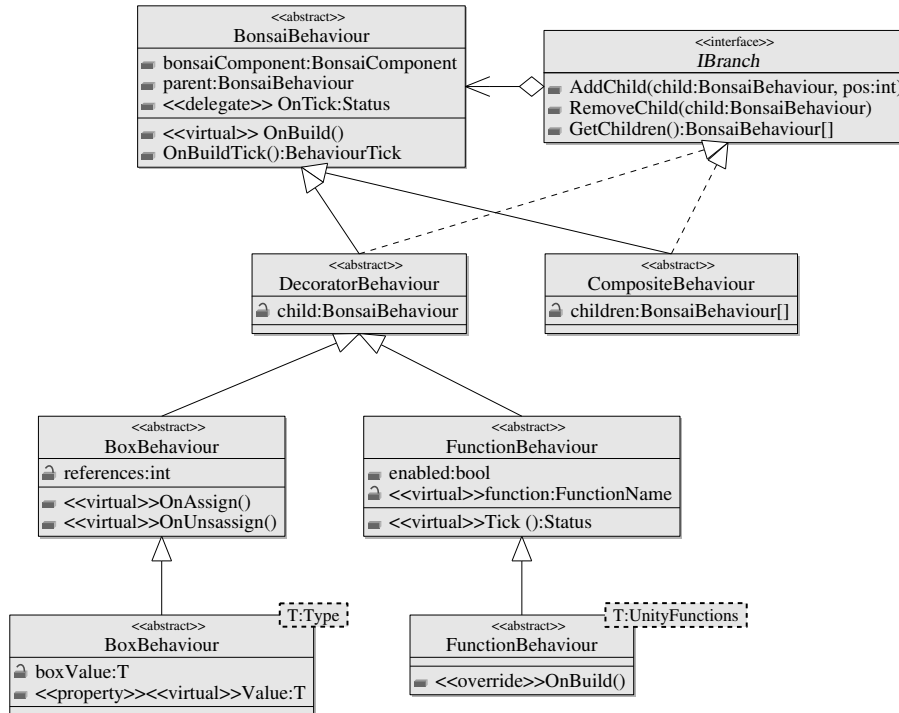 <<abstract>>
BonsaiBehaviour
bonsaiComponent:BonsaiComponent
parent:BonsaiBehaviour
<<delegate>> OnTick:Status
<<virtual>> OnBuild()
OnBuildTick():BehaviourTick
<<interface>>
IBranch
AddChild(child:BonsaiBehaviour, pos:int)
RemoveChild(child:BonsaiBehaviour)
GetChildren():BonsaiBehaviour[]
<<abstract>>
DecoratorBehaviour
child:BonsaiBehaviour
<<abstract>>
CompositeBehaviour
children:BonsaiBehaviour[]
<<abstract>>
BoxBehaviour
references:int
<<virtual>>OnAssign()
<<virtual>>OnUnsassign()
<<abstract>>
FunctionBehaviour
enabled:bool
<<virtual>>function:FunctionName
<<virtual>>Tick ():Status
T:Type
<<abstract>>
BoxBehaviour
boxValue:T
<<property>><<virtual>>Value:T
T:UnityFunctions
<<abstract>>
FunctionBehaviour
<<override>>OnBuild()